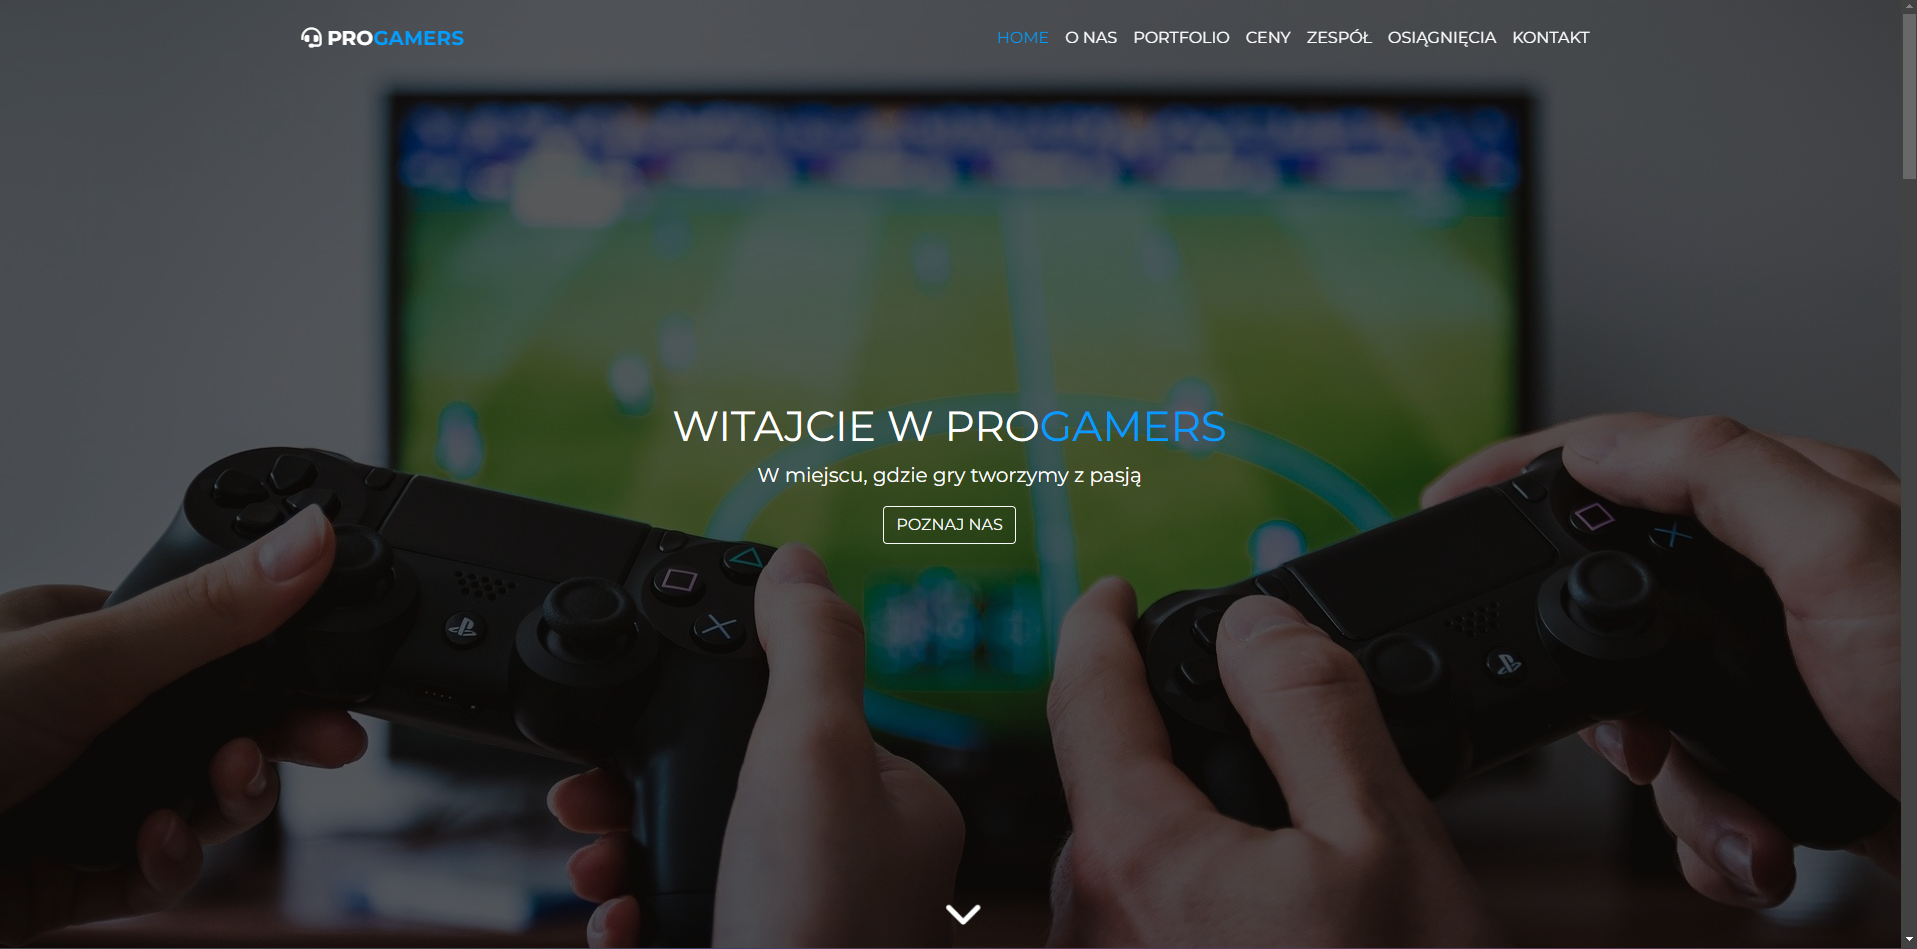 PROGAMERS
HOME O NAS PORTFOLIO CENY ZESPÓŁ OSIĄGNIĘCIA KONTAKT
WITAJCIE W PROGAMERS
W miejscu, gdzie gry tworzymy z pasją
POZNAJ NAS